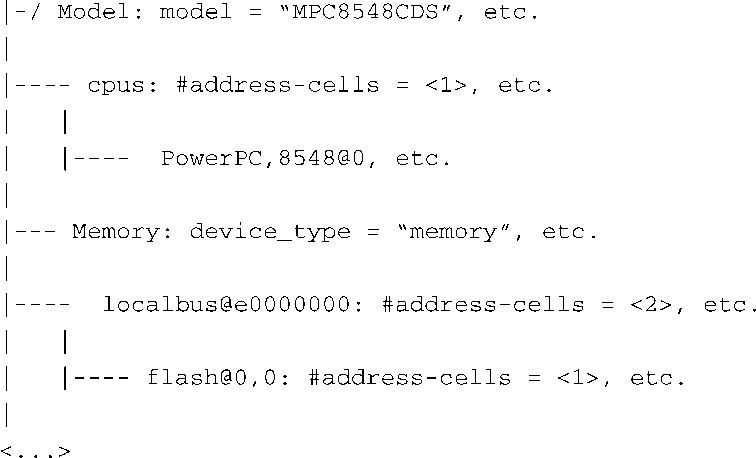 |-/ Model: model = “MPC8548CDS”, etc.
|
|---- cpus: #address-cells = <1>, etc.
|   |
|   |----  PowerPC,8548@0, etc.
|
|--- Memory: device_type = “memory”, etc.
|
|----  localbus@e0000000: #address-cells = <2>, etc.
|   |
|   |---- flash@0,0: #address-cells = <1>, etc.
|
<...>